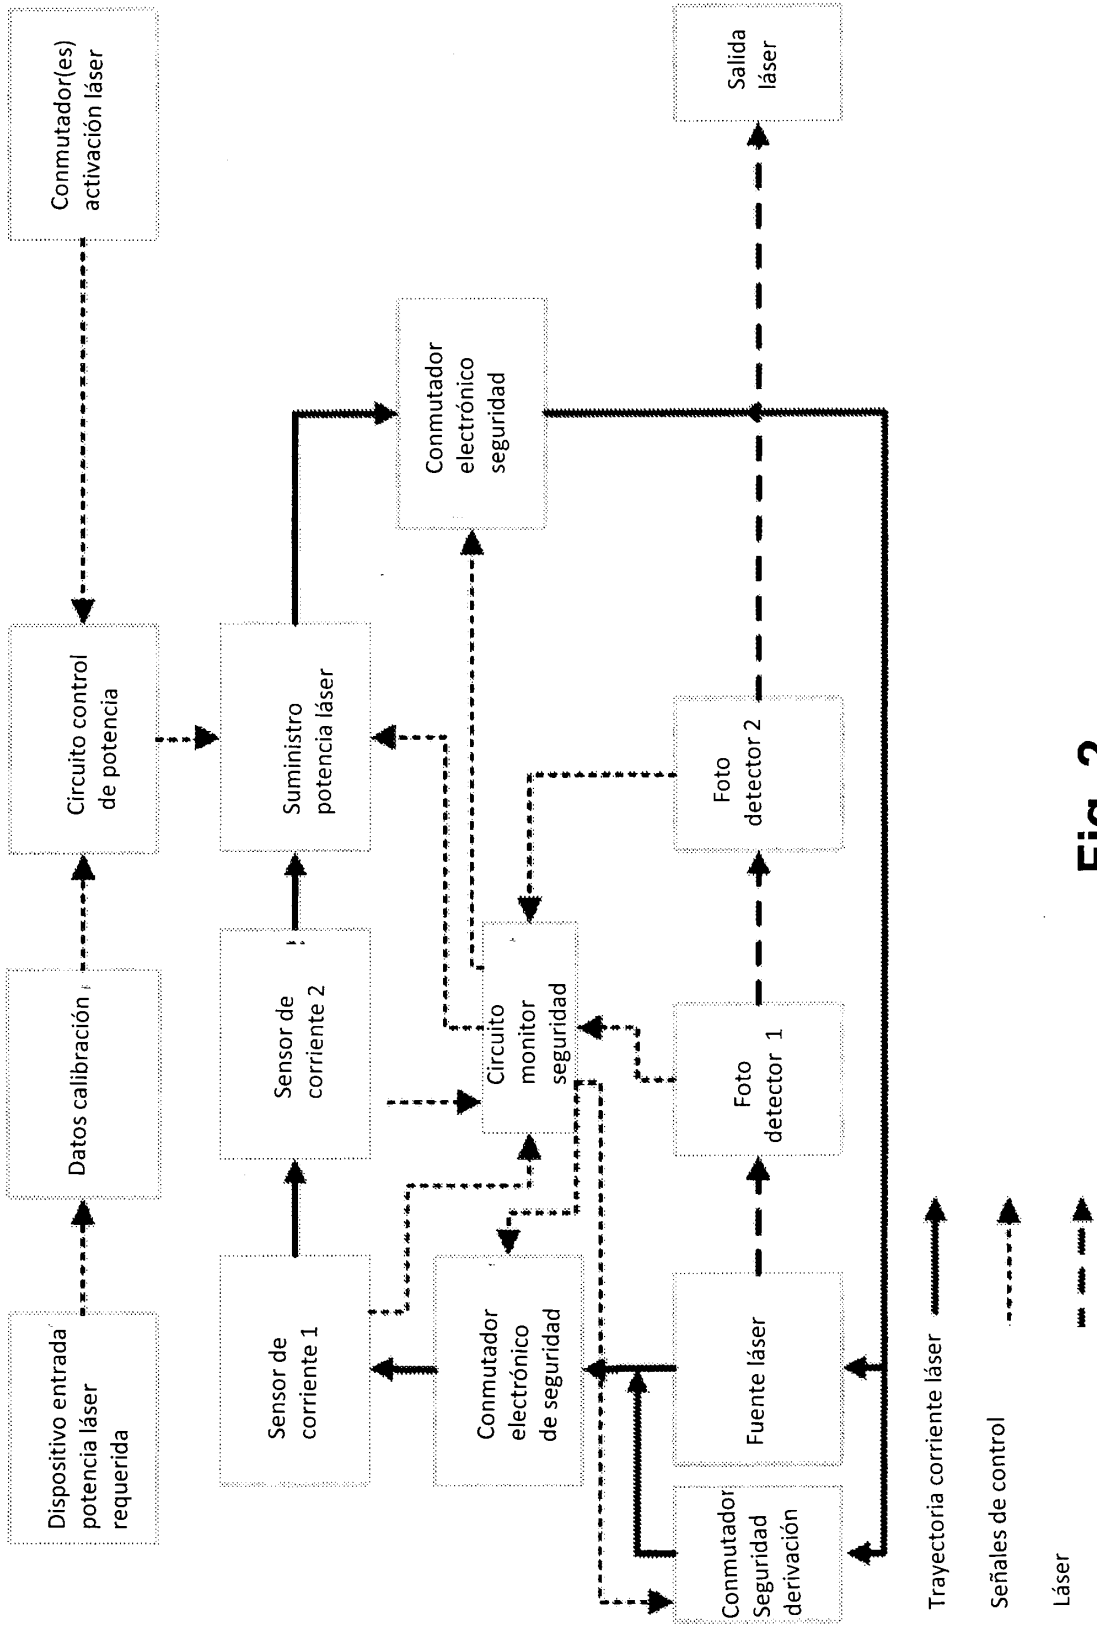 Dispositivo entrada
potencia láser
requerida
Datos calibración
Circuito control
de potencia
Conmutador(es)
activación láser
Sensor de
corriente 1
Sensor de
corriente 2
Suministro
potencia láser
Conmutador
electrónico
de seguridad
Circuito
monitor
seguridad
Conmutador
electrónico
seguridad
Conmutador
Seguridad
derivación
Fuente láser
Foto
detector 1
Foto
detector 2
Salida
láser
Trayectoria corriente láser
Señales de control
Láser
Fig. 2